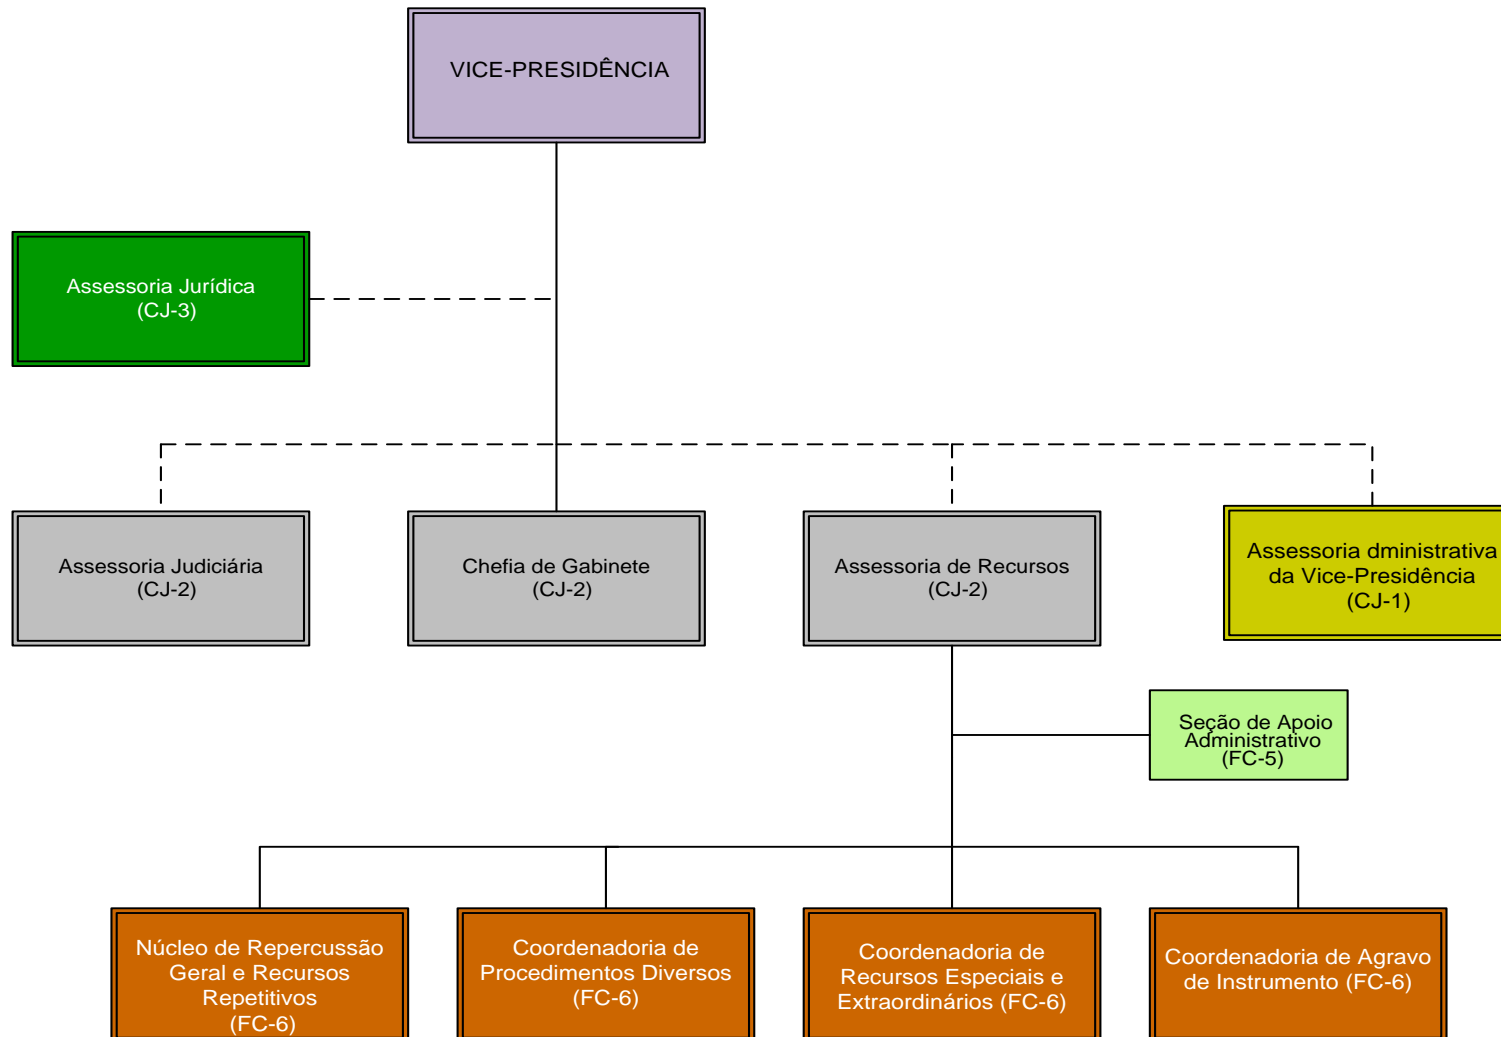 VICE-PRESIDÊNCIA
Assessoria Jurídica
(CJ-3)
Assessoria Judiciária
(CJ-2)
Chefia de Gabinete
(CJ-2)
Assessoria de Recursos
(CJ-2)
Assessoria dministrativa
da Vice-Presidência
(CJ-1)
Seção de Apoio
Administrativo
(FC-5)
Núcleo de Repercussão
Geral e Recursos
Repetitivos
(FC-6)
Coordenadoria de
Procedimentos Diversos
(FC-6)
Coordenadoria de
Recursos Especiais e
Extraordinários (FC-6)
Coordenadoria de Agravo
de Instrumento (FC-6)